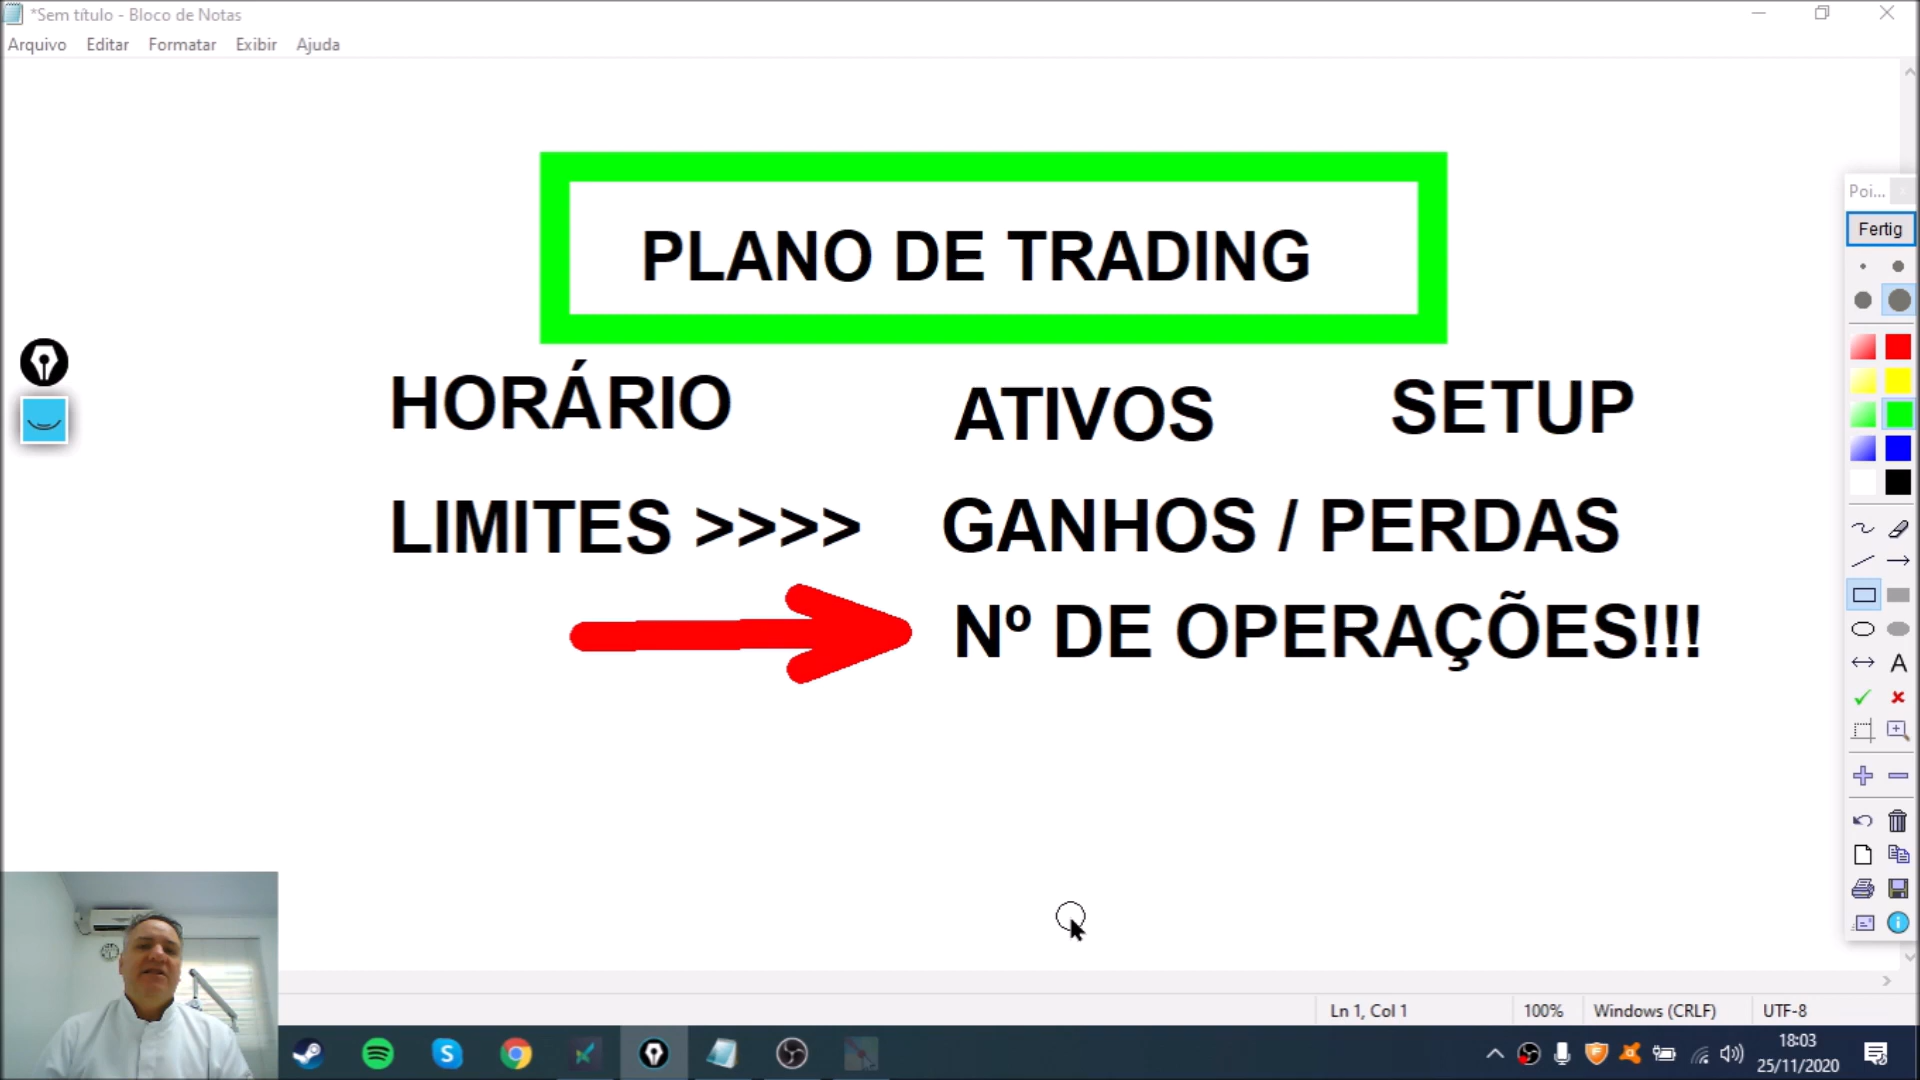 *Sem título - Bloco de Notas
Arquivo Editar Formatar Exibir Ajuda
Poi...
Fertig
PLANO DE TRADING
HORÁRIO ATIVOS SETUP
LIMITES >>>> GANHOS / PERDAS
Nº DE OPERAÇÕES!!!
A
Ln 1, Col 1 100% Windows (CRLF) UTF-8
18:03
25/11/2020